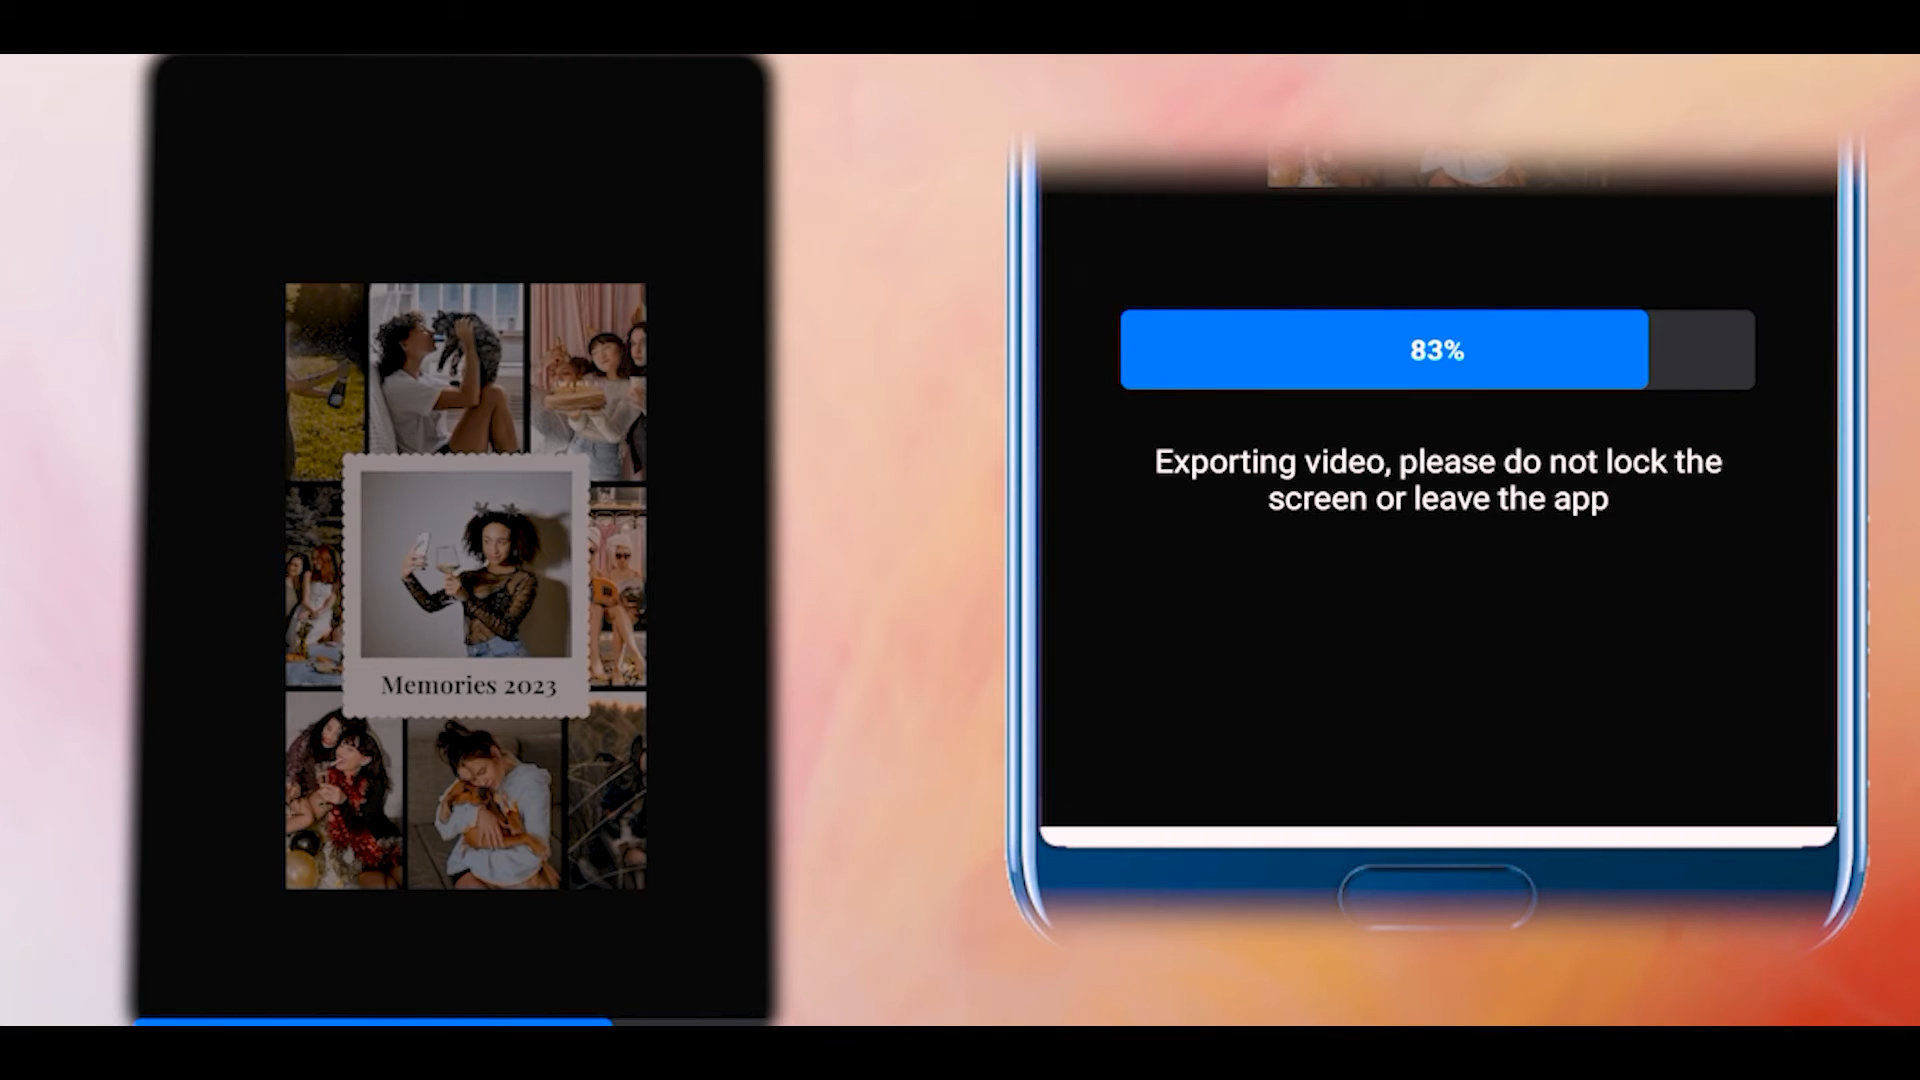 Memories 2023
83%
Exporting video, please do not lock the
screen or leave the app